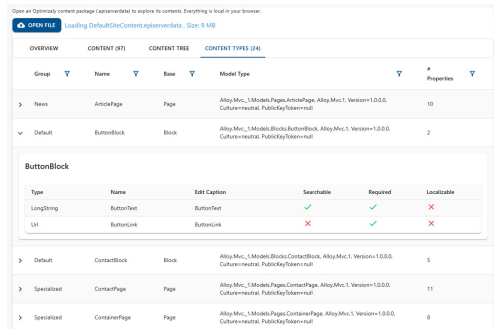 Open an Optimizely content package (.episerverdata) to explore its contents. Everything is local in your browser.
OPEN FILE Loading DefaultSiteContent.episerverdata . Size: 9 MB
OVERVIEW CONTENT (97) CONTENT TREE CONTENT TYPES (24)
Group Name Base Model Type # Properties
News ArticlePage Page Alloy.Mvc._1.Models.Pages.ArticlePage, Alloy.Mvc.1, Version=1.0.0.0,
Culture=neutral, PublicKeyToken=null 10
Default ButtonBlock Block Alloy.Mvc._1.Models.Blocks.ButtonBlock, Alloy.Mvc.1, Version=1.0.0.0,
Culture=neutral, PublicKeyToken=null 2
ButtonBlock
Type Name Edit Caption Searchable Required Localizable
LongString ButtonText ButtonText
Url ButtonLink ButtonLink
Default ContactBlock Block Alloy.Mvc._1.Models.Blocks.ContactBlock, Alloy.Mvc.1, Version=1.0.0.0,
Culture=neutral, PublicKeyToken=null 5
Specialized ContactPage Page Alloy.Mvc._1.Models.Pages.ContactPage, Alloy.Mvc.1, Version=1.0.0.0,
Culture=neutral, PublicKeyToken=null 11
Specialized ContainerPage Page Alloy.Mvc._1.Models.Pages.ContainerPage, Alloy.Mvc.1, Version=1.0.0.0,
Culture=neutral, PublicKeyToken=null 8